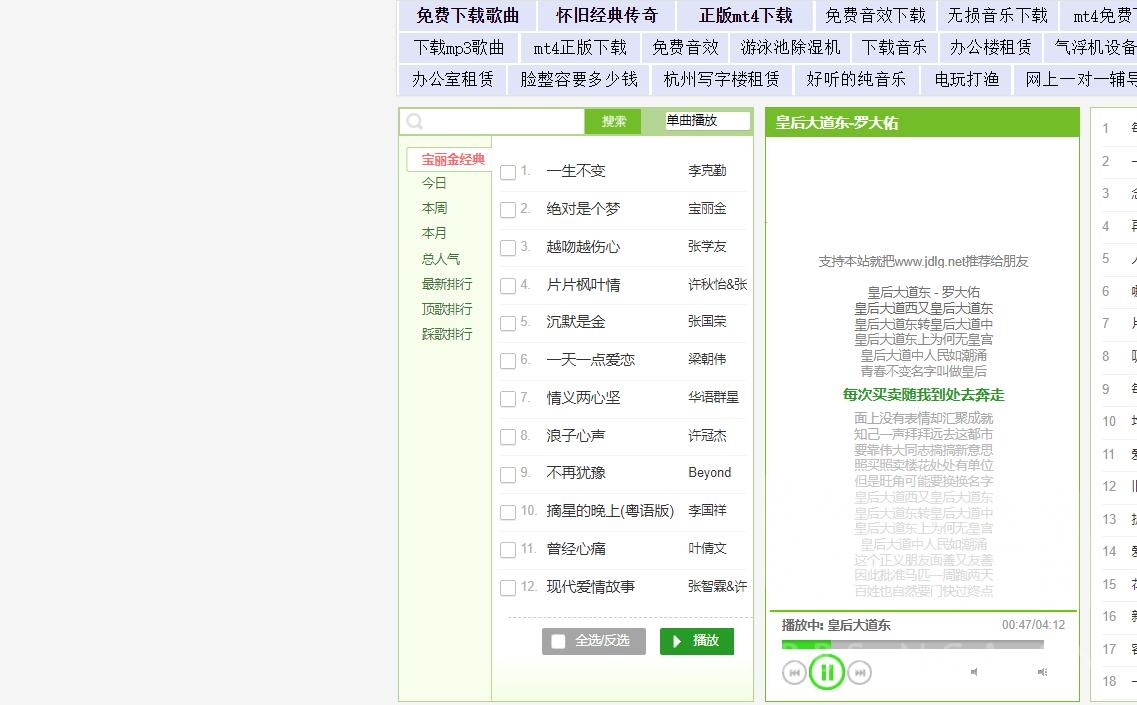 免费下载歌曲 怀旧经典传奇 正版mt4下载 免费音效下载 无损音乐下载 mt4免费
下载mp3歌曲 mt4正版下载 免费音效 游泳池除湿机 下载音乐 办公楼租赁 气浮机设备
办公室租赁 脸整容要多少钱 杭州写字楼租赁 好听的纯音乐 电玩打渔 网上一对一辅导
搜索 单曲播放
宝丽金经典
今日
本周
本月
总人气
最新排行
顶歌排行
踩歌排行
1. 一生不变 李克勤
2. 绝对是个梦 宝丽金
3. 越吻越伤心 张学友
4. 片片枫叶情 许秋怡&张
5. 沉默是金 张国荣
6. 一天一点爱恋 梁朝伟
7. 情义两心坚 华语群星
8. 浪子心声 许冠杰
9. 不再犹豫 Beyond
10. 摘星的晚上(粤语版) 李国祥
11. 曾经心痛 叶倩文
12. 现代爱情故事 张智霖&许
全选/反选 播放
皇后大道东-罗大佑
支持本站就把www.jdlg.net推荐给朋友
皇后大道东 - 罗大佑
皇后大道西又皇后大道东
皇后大道东转皇后大道中
皇后大道东上为何无皇宫
皇后大道中人民如潮涌
青春不变名字叫做皇后
每次买卖随我到处去奔走
面上没有表情却汇聚成就
知己一声拜拜远去这都市
要靠伟大同志搞搞新意思
照买照卖楼花处处有单位
但是旺角可能要换换名字
皇后大道西又皇后大道东
皇后大道东转皇后大道中
皇后大道东上为何无皇宫
皇后大道中人民如潮涌
这个正义朋友面善又友善
因此批准马匹一周跑两天
百姓也自然要门快过终点
播放中: 皇后大道东 00:47/04:12
1
2
3
4
5
6
7
8
9
10
11
12
13
14
15
16
17
18